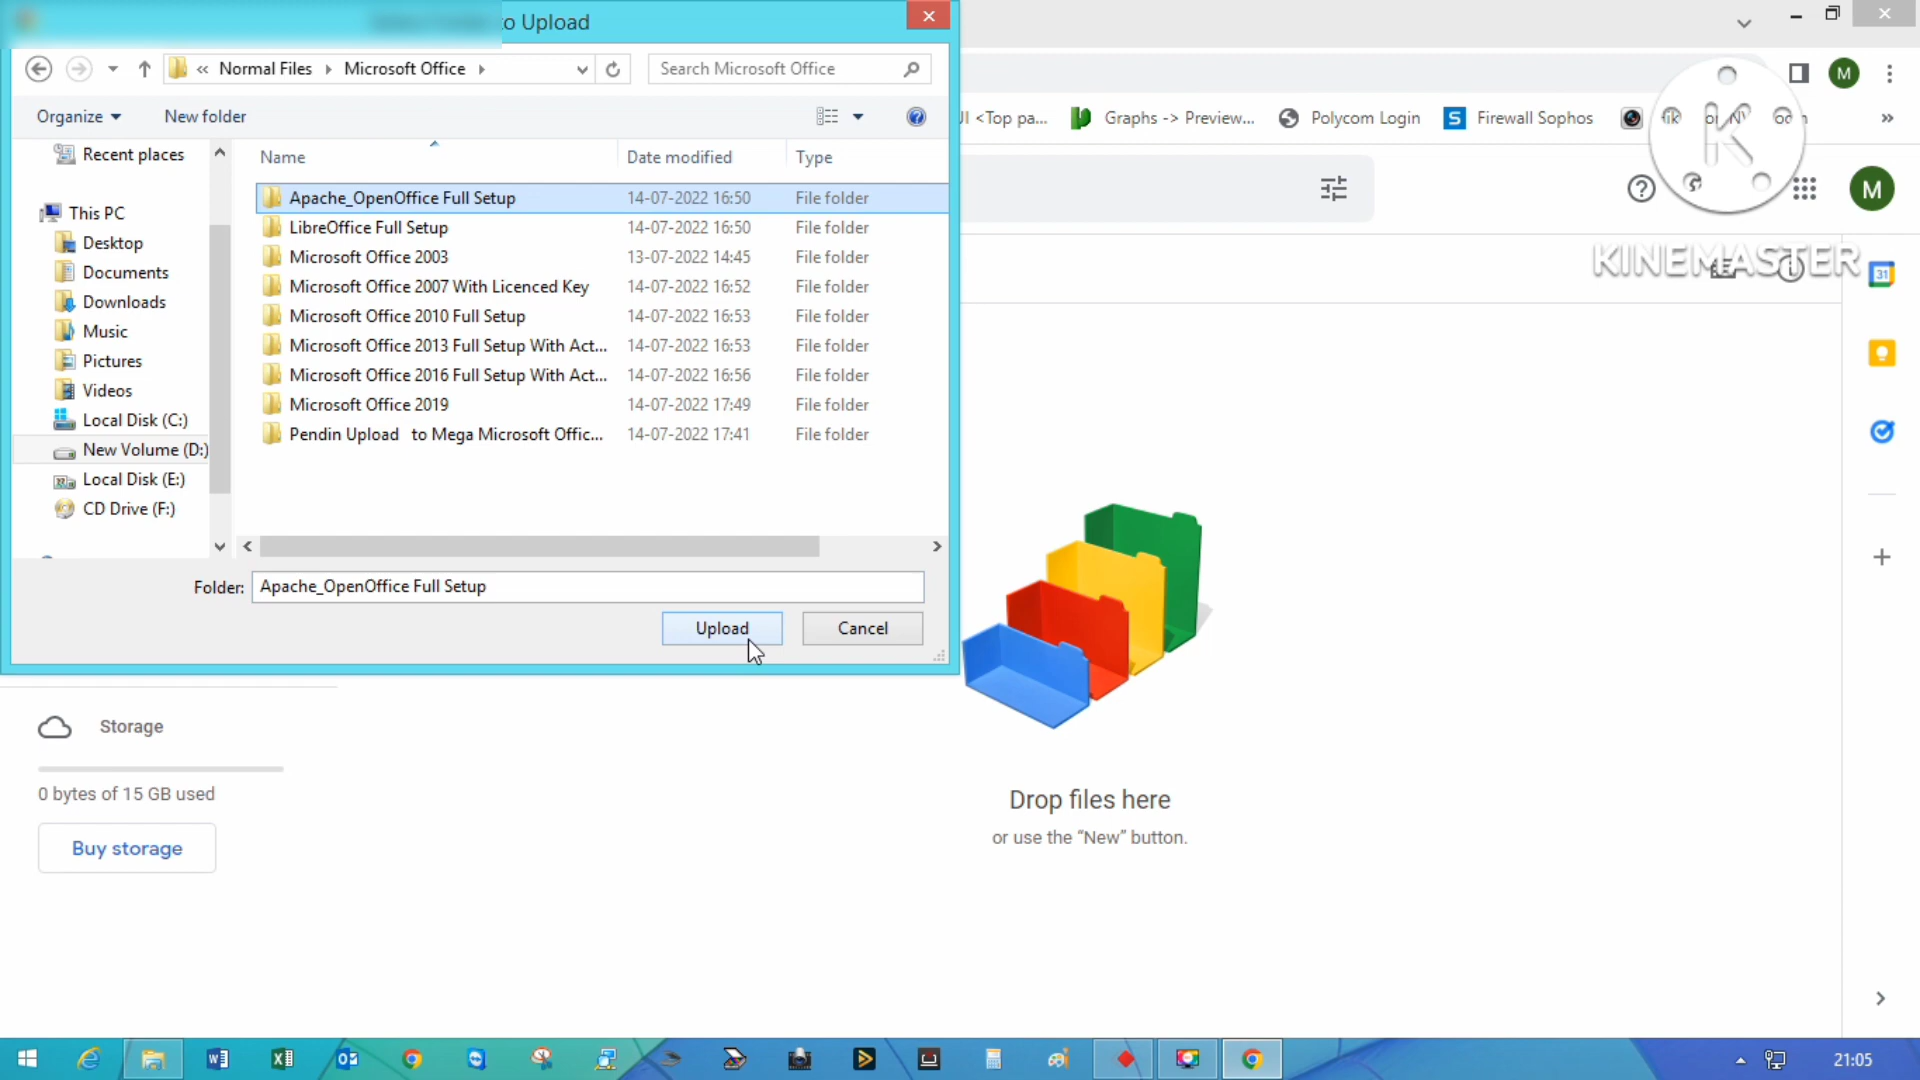 to Upload
« Normal Files Microsoft Office
Search Microsoft Office
Organize
New folder
Name
Date modified
Type
Recent places
This PC
Desktop
Documents
Downloads
Music
Pictures
Videos
Local Disk (C:)
New Volume (D:)
Local Disk (E:)
CD Drive (F:)
Apache_OpenOffice Full Setup 14-07-2022 16:50 File folder
LibreOffice Full Setup 14-07-2022 16:50 File folder
Microsoft Office 2003 13-07-2022 14:45 File folder
Microsoft Office 2007 With Licenced Key 14-07-2022 16:52 File folder
Microsoft Office 2010 Full Setup 14-07-2022 16:53 File folder
Microsoft Office 2013 Full Setup With Act... 14-07-2022 16:53 File folder
Microsoft Office 2016 Full Setup With Act... 14-07-2022 16:56 File folder
Microsoft Office 2019 14-07-2022 17:49 File folder
Pendin Upload to Mega Microsoft Offic... 14-07-2022 17:41 File folder
Folder: Apache_OpenOffice Full Setup
Upload
Cancel
M
<Top pa...
Graphs -> Preview...
Polycom Login
S
Firewall Sophos
»
K
M
KINEMASTER
31
Storage
0 bytes of 15 GB used
Buy storage
Drop files here
or use the “New” button.
21:05